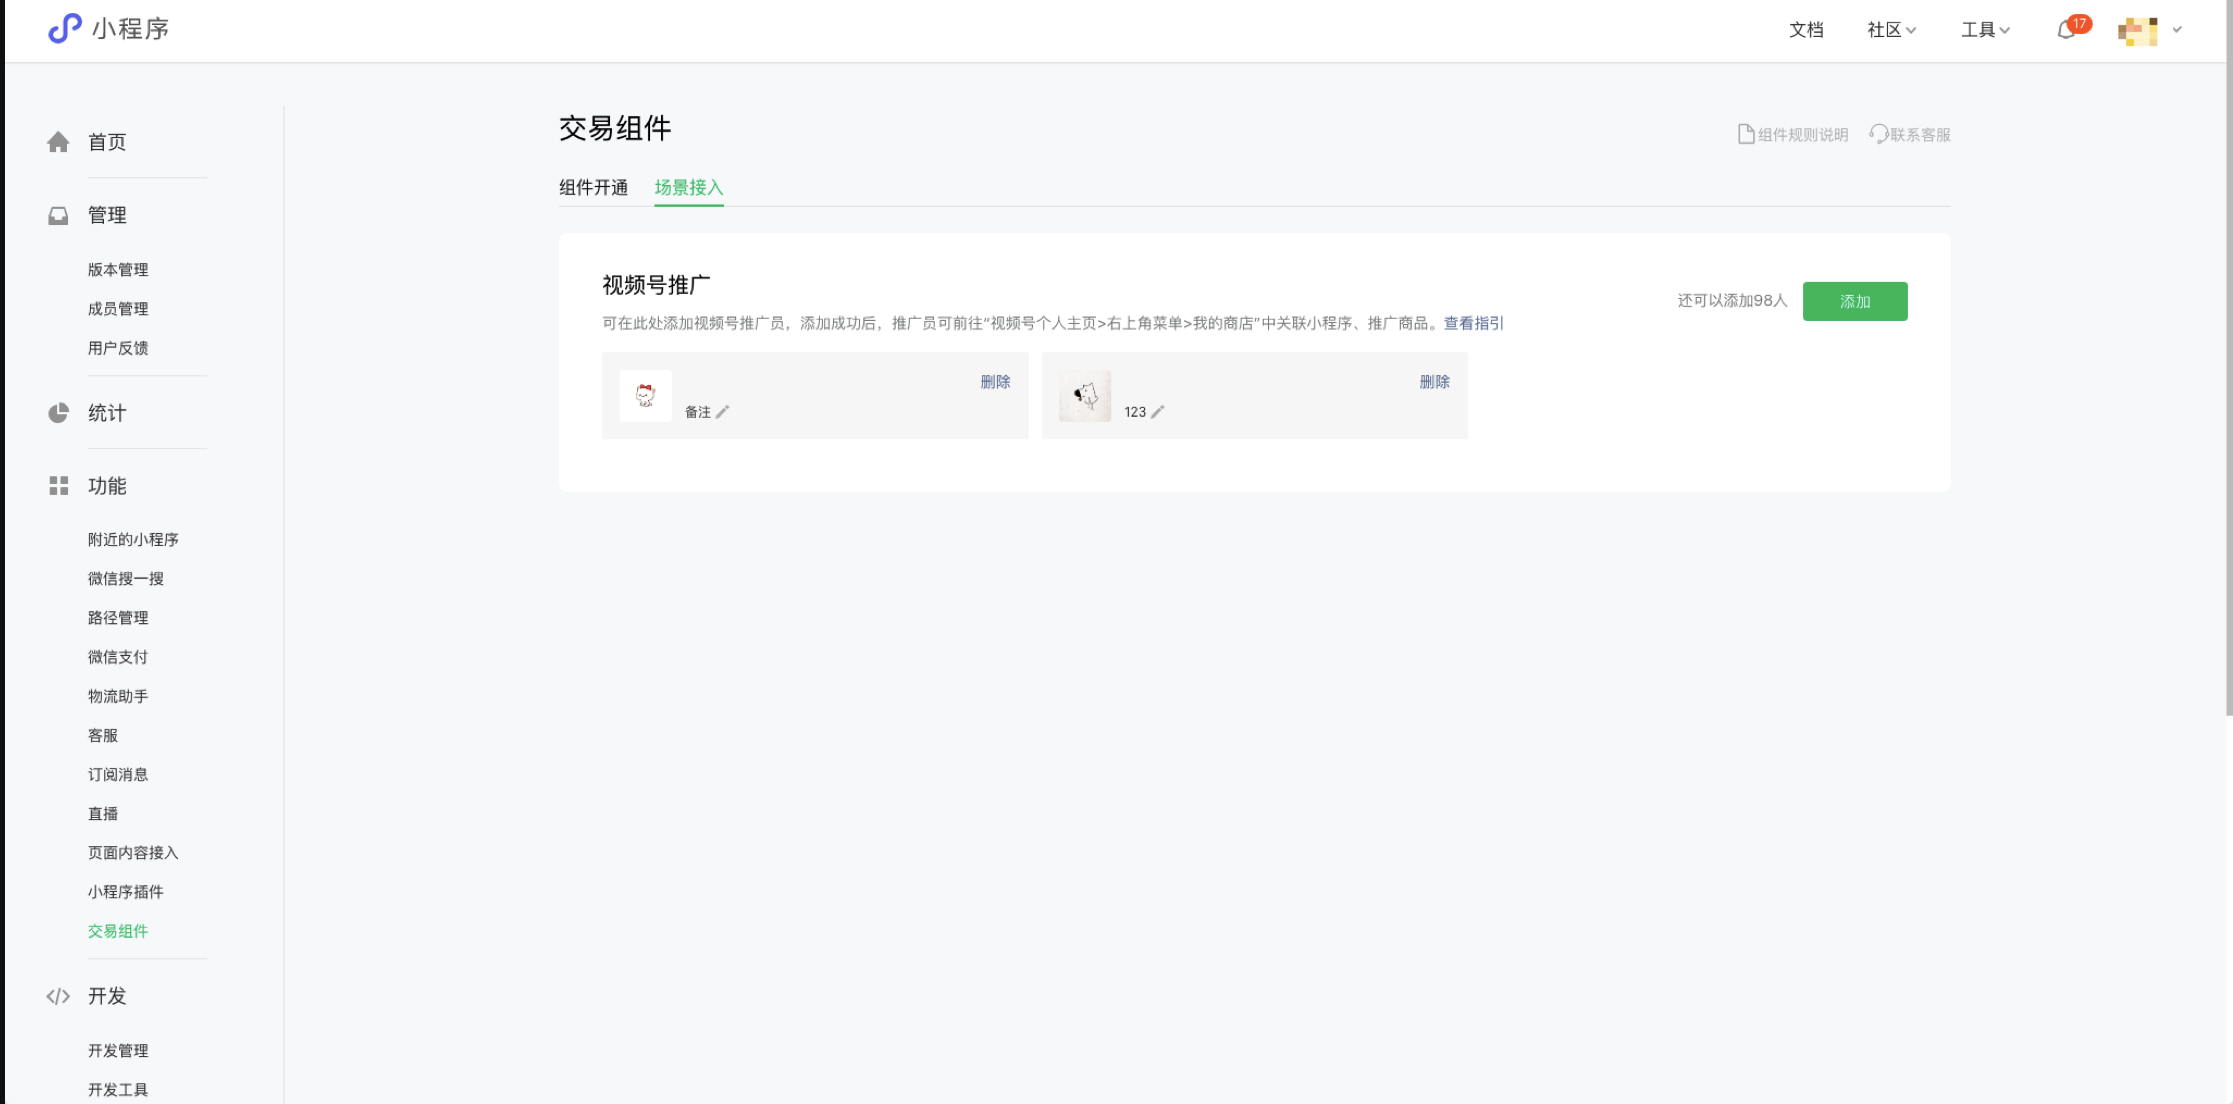 小程序
文档
社区
工具
17
首页
管理
版本管理
成员管理
用户反馈
统计
功能
附近的小程序
微信搜一搜
路径管理
微信支付
物流助手
客服
订阅消息
直播
页面内容接入
小程序插件
交易组件
开发
开发管理
开发工具
交易组件
组件规则说明
联系客服
组件开通
场景接入
视频号推广
可在此处添加视频号推广员，添加成功后，推广员可前往“视频号个人主页>右上角菜单>我的商店”中关联小程序、推广商品。查看指引
还可以添加98人
添加
删除
备注
删除
123